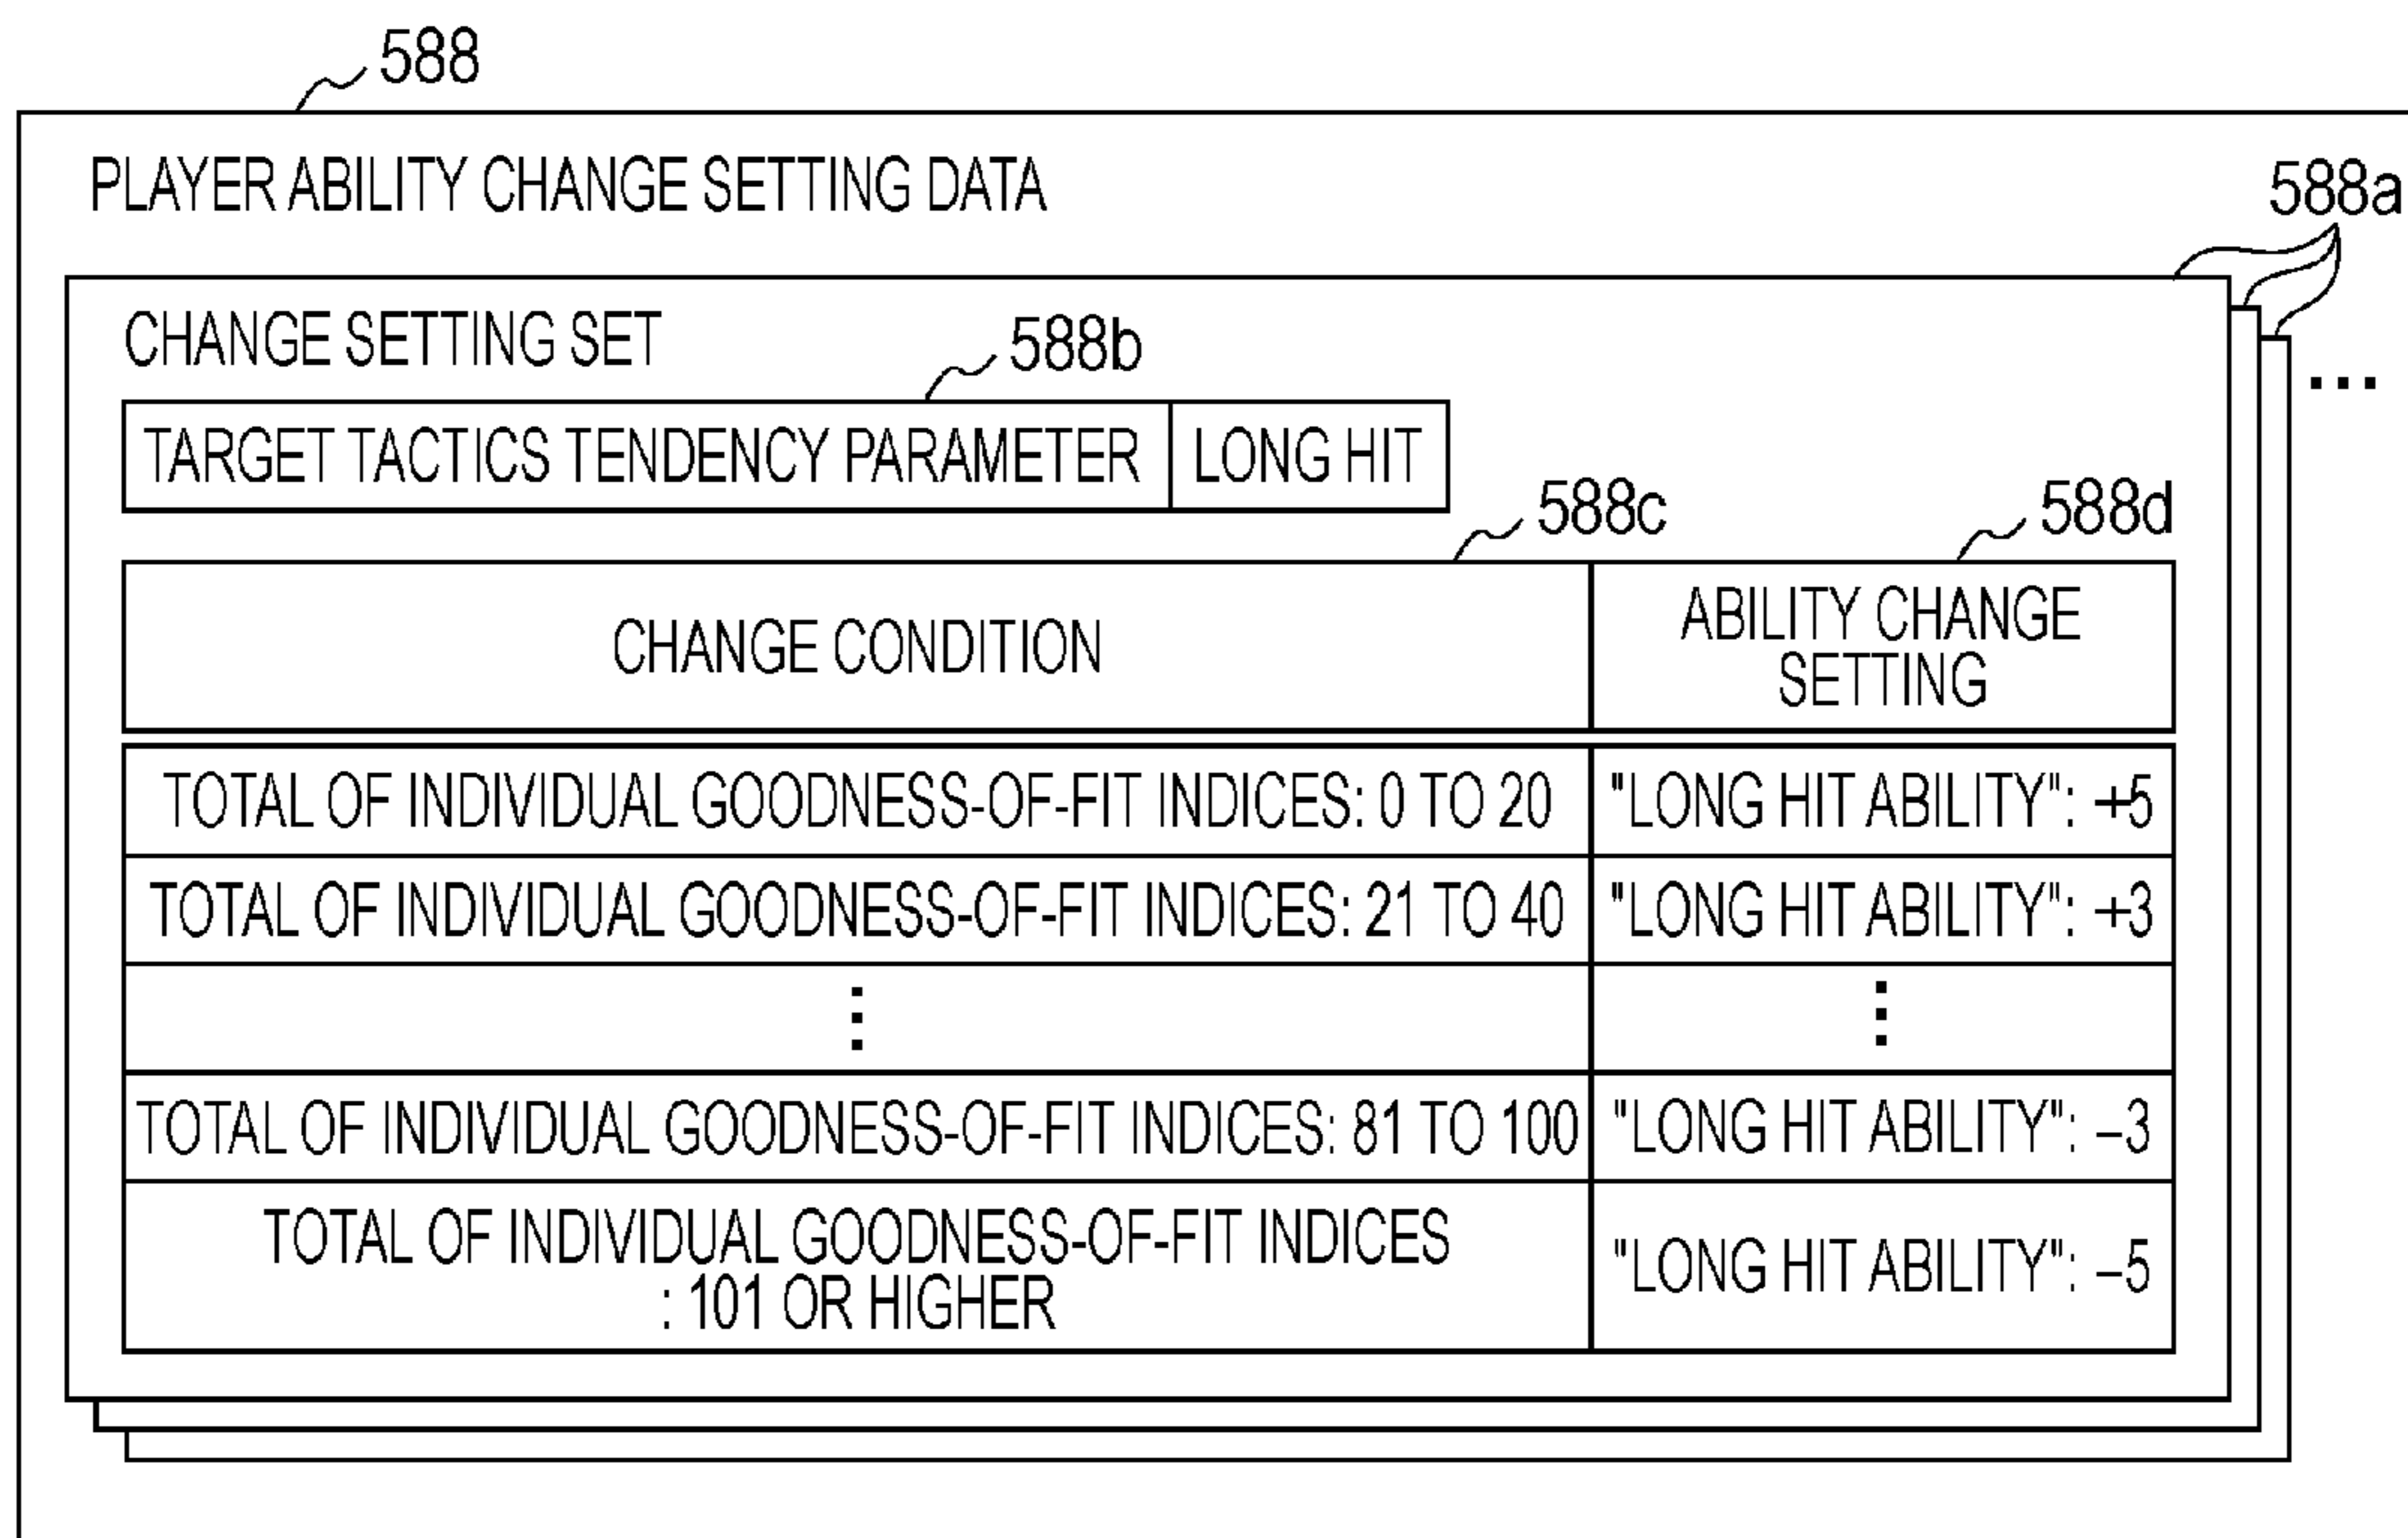 588
PLAYER ABILITY CHANGE SETTING DATA
588a
CHANGE SETTING SET
588b
TARGET TACTICS TENDENCY PARAMETER LONG HIT
...
588c
588d
CHANGE CONDITION
ABILITY CHANGE
SETTING
TOTAL OF INDIVIDUAL GOODNESS-OF-FIT INDICES: 0 TO 20 "LONG HIT ABILITY": +5
TOTAL OF INDIVIDUAL GOODNESS-OF-FIT INDICES: 21 TO 40 "LONG HIT ABILITY": +3
⋮ ⋮
TOTAL OF INDIVIDUAL GOODNESS-OF-FIT INDICES: 81 TO 100 "LONG HIT ABILITY": –3
TOTAL OF INDIVIDUAL GOODNESS-OF-FIT INDICES
: 101 OR HIGHER
"LONG HIT ABILITY": –5